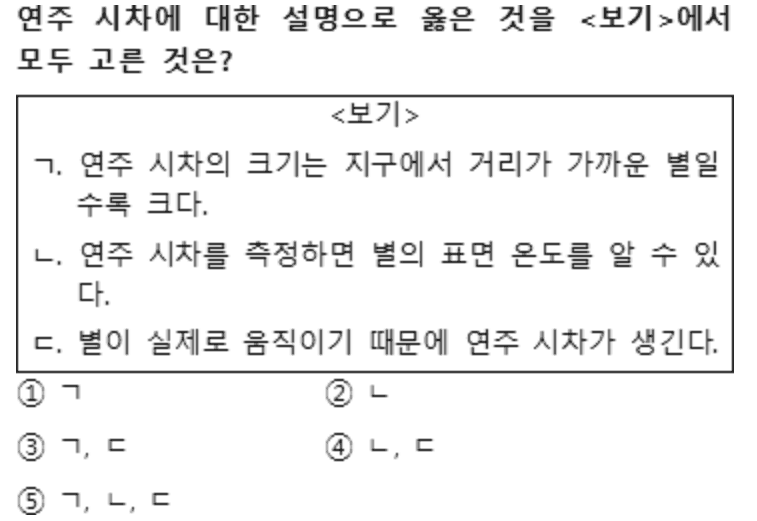 연주 시차에 대한 설명으로 옳은 것을 <보기>에서
모두 고른 것은?
<보기>
ㄱ. 연주 시차의 크기는 지구에서 거리가 가까운 별일
수록 크다.
ㄴ. 연주 시차를 측정하면 별의 표면 온도를 알 수 있
다.
ㄷ. 별이 실제로 움직이기 때문에 연주 시차가 생긴다.
① ㄱ ② ㄴ
③ ㄱ, ㄷ ④ ㄴ, ㄷ
⑤ ㄱ, ㄴ, ㄷ